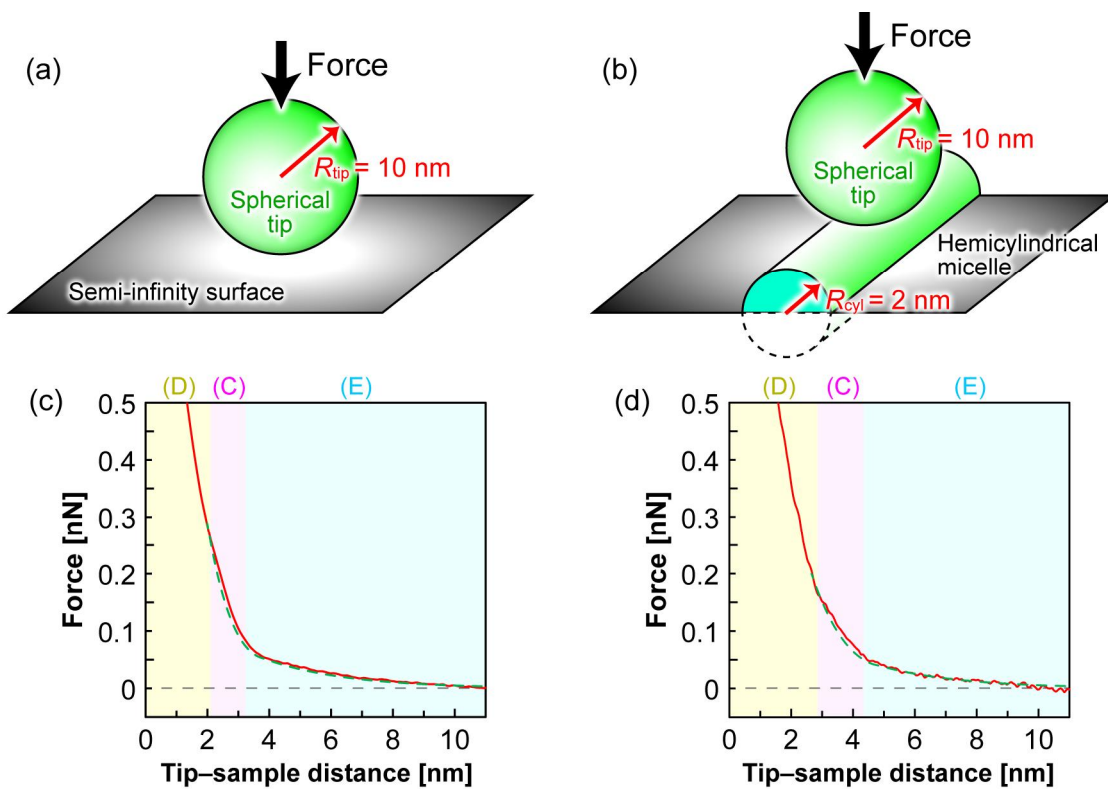 (a)
Force
R_tip = 10 nm
Spherical
tip
Semi-infinity surface
(b)
Force
R_tip = 10 nm
Spherical
tip
Hemicylindrical
micelle
R_cyl = 2 nm
(c)
(D) (C) (E)
0.5
0.4
0.3
0.2
0.1
0
Force [nN]
0 2 4 6 8 10
Tip–sample distance [nm]
(d)
(D) (C) (E)
0.5
0.4
0.3
0.2
0.1
0
Force [nN]
0 2 4 6 8 10
Tip–sample distance [nm]